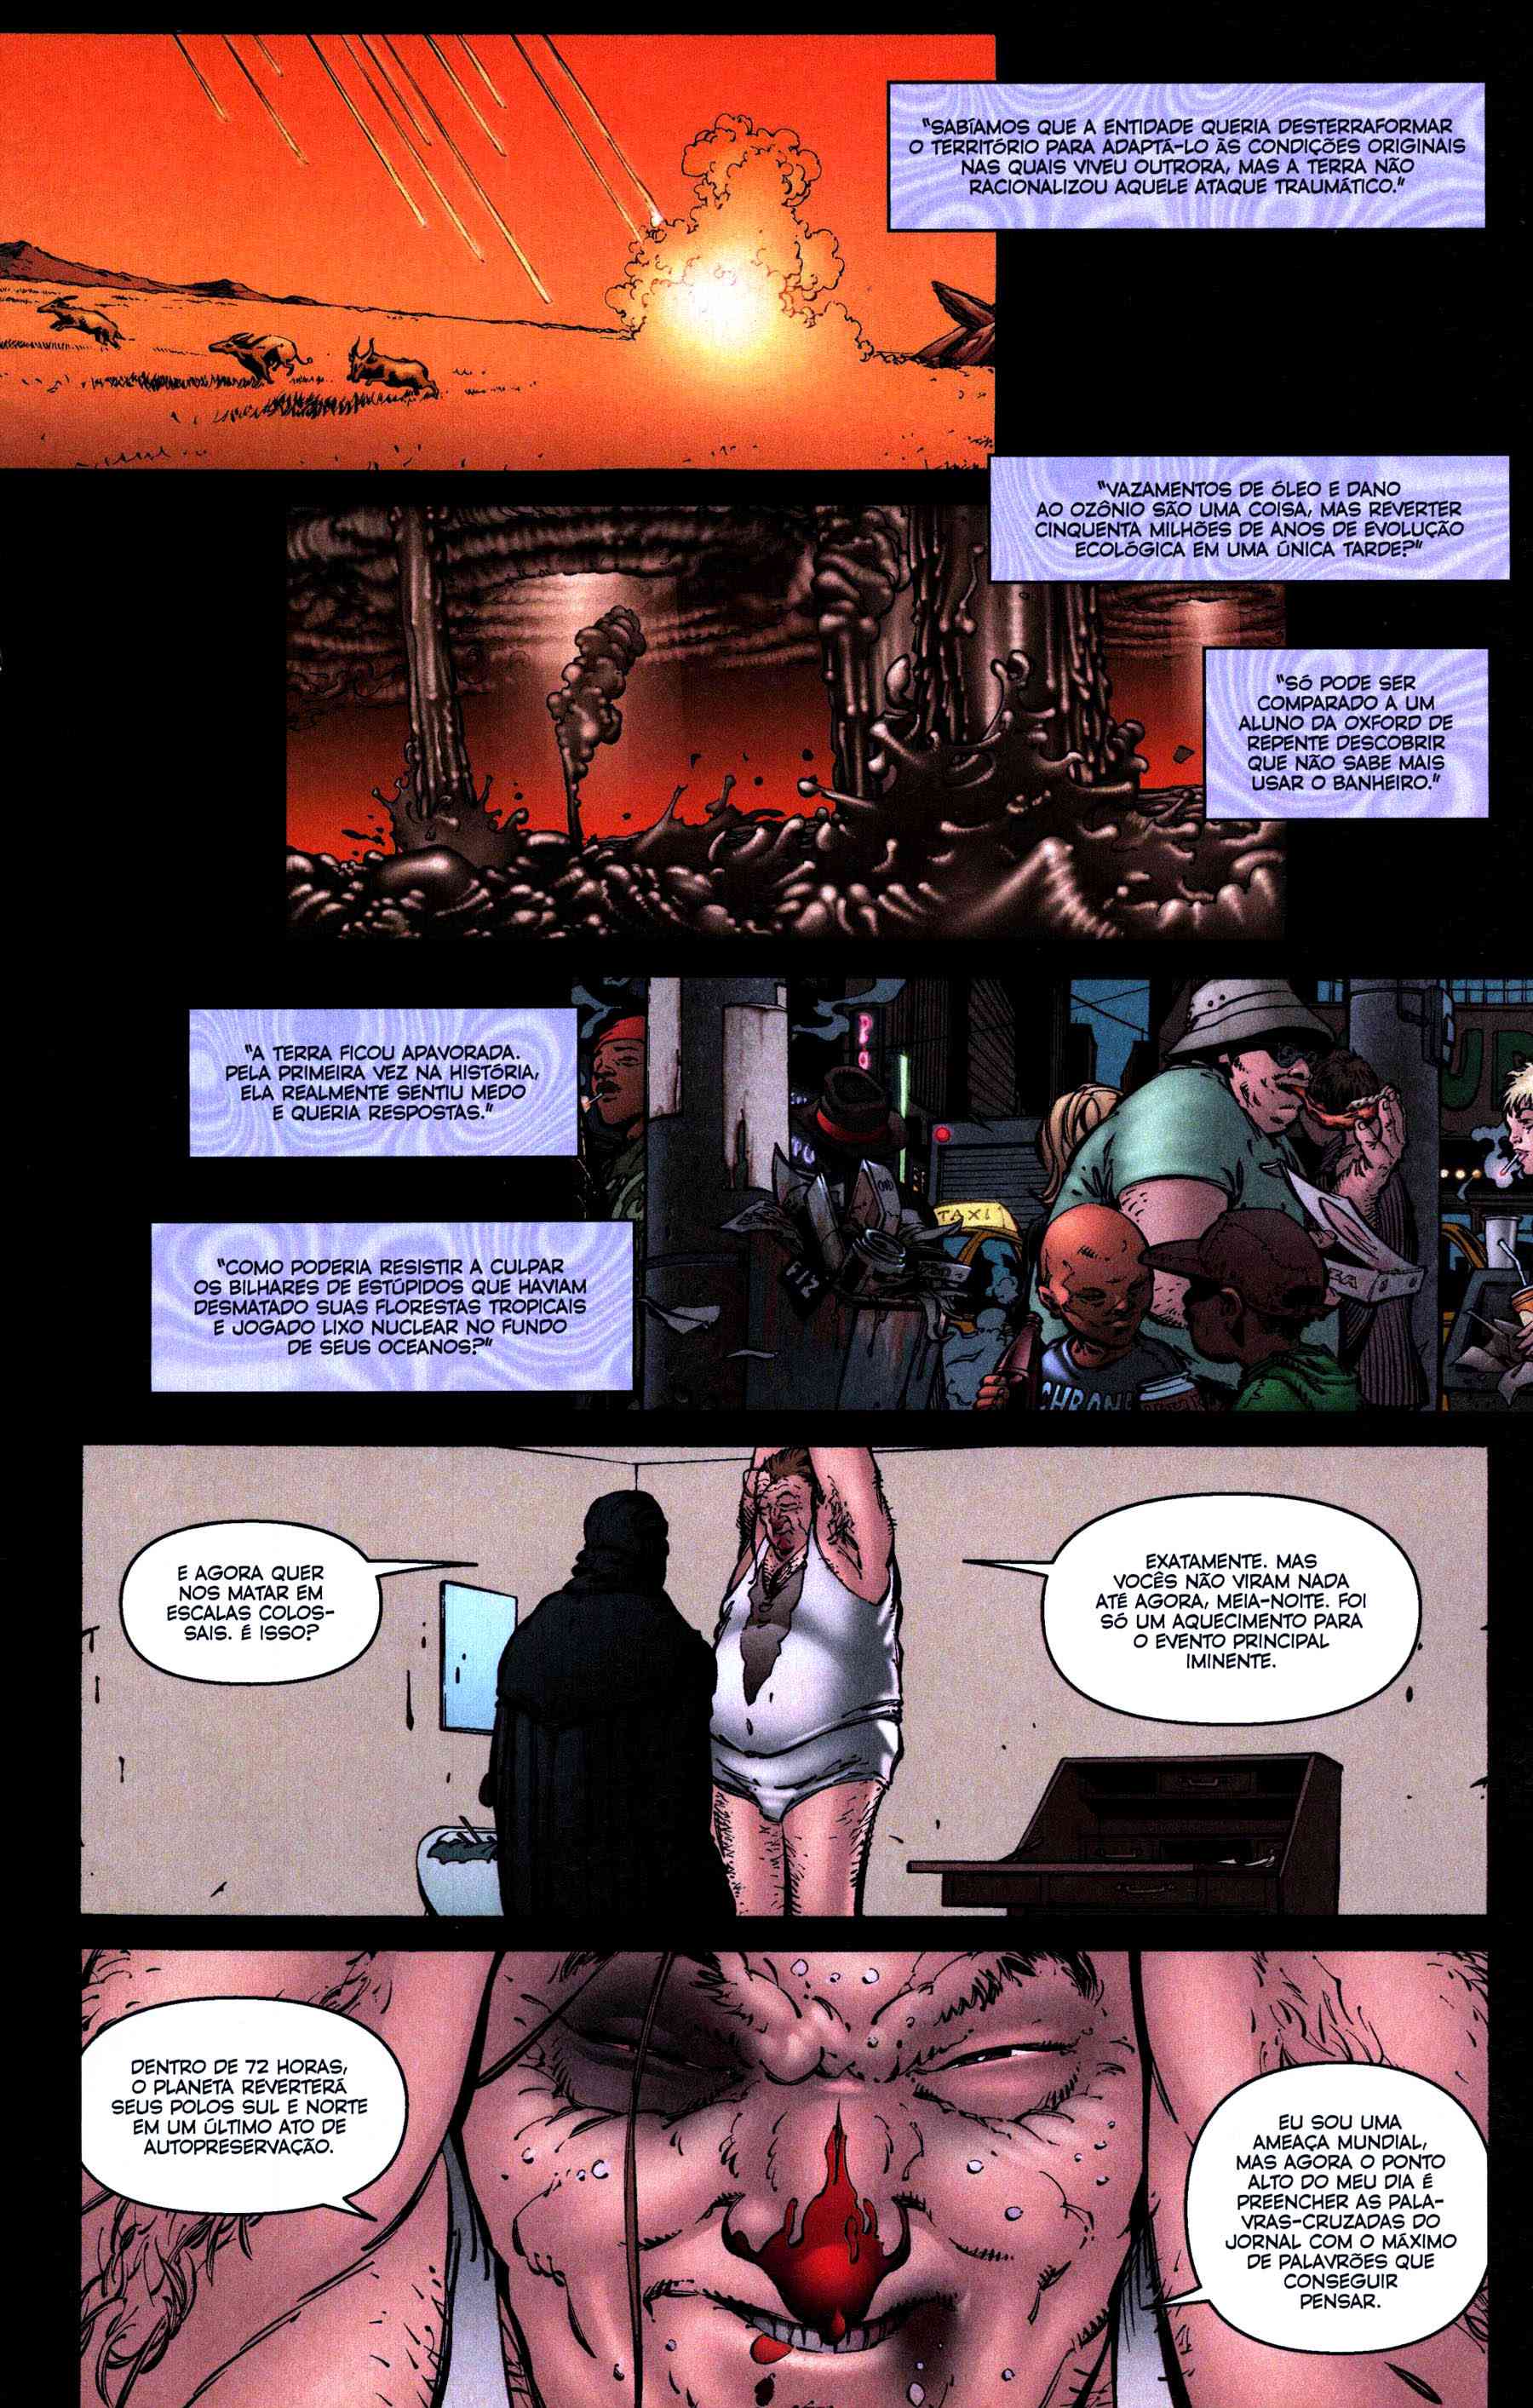 "SABÍAMOS QUE A ENTIDADE QUERIA DESTERRAFORMAR
O TERRITÓRIO PARA ADAPTÁ-LO ÀS CONDIÇÕES ORIGINAIS
NAS QUAIS VIVEU OUTRORA, MAS A TERRA NÃO
RACIONALIZOU AQUELE ATAQUE TRAUMÁTICO."
"VAZAMENTOS DE ÓLEO E DANO
AO OZÔNIO SÃO UMA COISA, MAS REVERTER
CINQUENTA MILHÕES DE ANOS DE EVOLUÇÃO
ECOLÓGICA EM UMA ÚNICA TARDE?"
"SÓ PODE SER
COMPARADO A UM
ALUNO DA OXFORD DE
REPENTE DESCOBRIR
QUE NÃO SABE MAIS
USAR O BANHEIRO."
"A TERRA FICOU APAVORADA.
PELA PRIMEIRA VEZ NA HISTÓRIA,
ELA REALMENTE SENTIU MEDO
E QUERIA RESPOSTAS."
"COMO PODERIA RESISTIR A CULPAR
OS BILHARES DE ESTÚPIDOS QUE HAVIAM
DESMATADO SUAS FLORESTAS TROPICAIS
E JOGADO LIXO NUCLEAR NO FUNDO
DE SEUS OCEANOS?"
TAXI
FIZ
CHRON
E AGORA QUER
NOS MATAR EM
ESCALAS COLOS-
SAIS. É ISSO?
EXATAMENTE. MAS
VOCÊS NÃO VIRAM NADA
ATÉ AGORA, MEIA-NOITE. FOI
SÓ UM AQUECIMENTO PARA
O EVENTO PRINCIPAL
IMINENTE.
DENTRO DE 72 HORAS,
O PLANETA REVERTERÁ
SEUS POLOS SUL E NORTE
EM UM ÚLTIMO ATO DE
AUTOPRESERVAÇÃO.
EU SOU UMA
AMEAÇA MUNDIAL,
MAS AGORA O PONTO
ALTO DO MEU DIA É
PREENCHER AS PALA-
VRAS-CRUZADAS DO
JORNAL COM O MÁXIMO
DE PALAVRÕES QUE
CONSEGUIR
PENSAR.